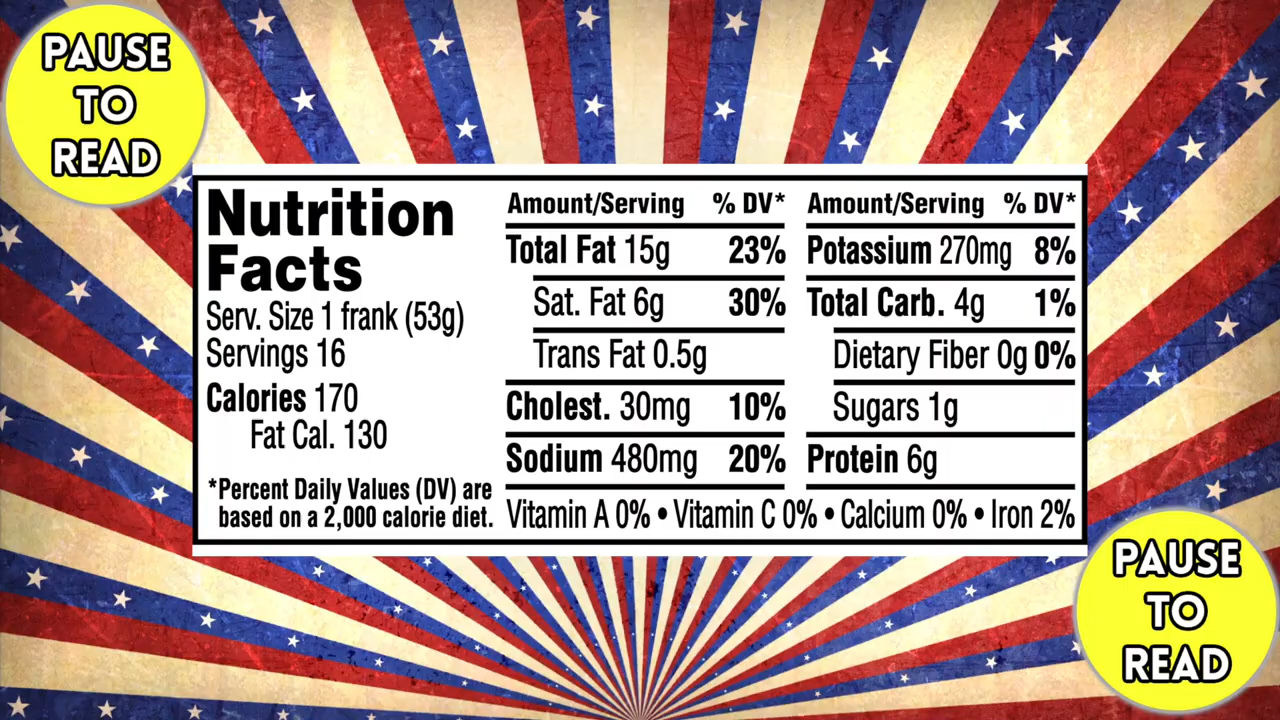 PAUSE
TO
READ
Nutrition
Facts
Serv. Size 1 frank (53g)
Servings 16
Calories 170
Fat Cal. 130
*Percent Daily Values (DV) are
based on a 2,000 calorie diet.
Amount/Serving % DV*
Total Fat 15g 23%
Sat. Fat 6g 30%
Trans Fat 0.5g
Cholest. 30mg 10%
Sodium 480mg 20%
Amount/Serving % DV*
Potassium 270mg 8%
Total Carb. 4g 1%
Dietary Fiber 0g 0%
Sugars 1g
Protein 6g
Vitamin A 0% • Vitamin C 0% • Calcium 0% • Iron 2%
PAUSE
TO
READ